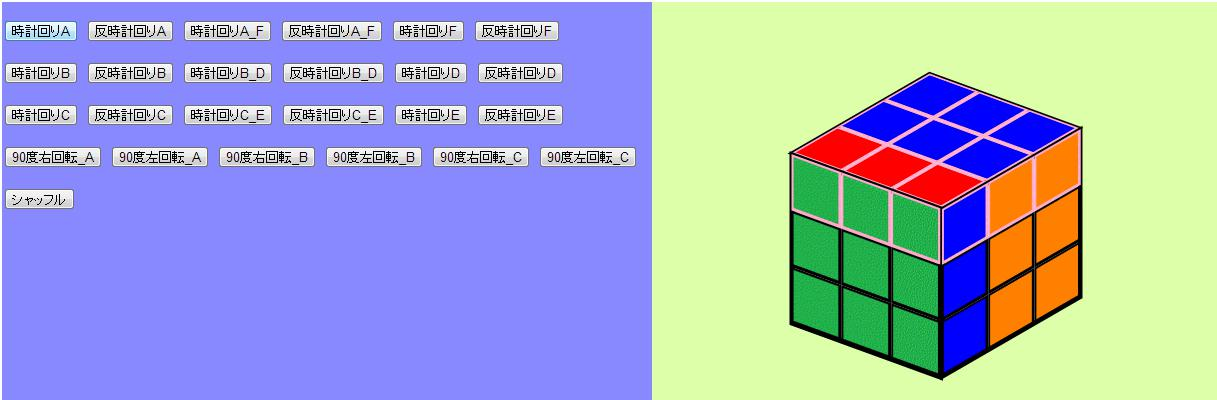 時計回りA 反時計回りA 時計回りA_F 反時計回りA_F 時計回りF 反時計回りF
時計回りB 反時計回りB 時計回りB_D 反時計回りB_D 時計回りD 反時計回りD
時計回りC 反時計回りC 時計回りC_E 反時計回りC_E 時計回りE 反時計回りE
90度右回転_A 90度左回転_A 90度右回転_B 90度左回転_B 90度右回転_C 90度左回転_C
シャッフル